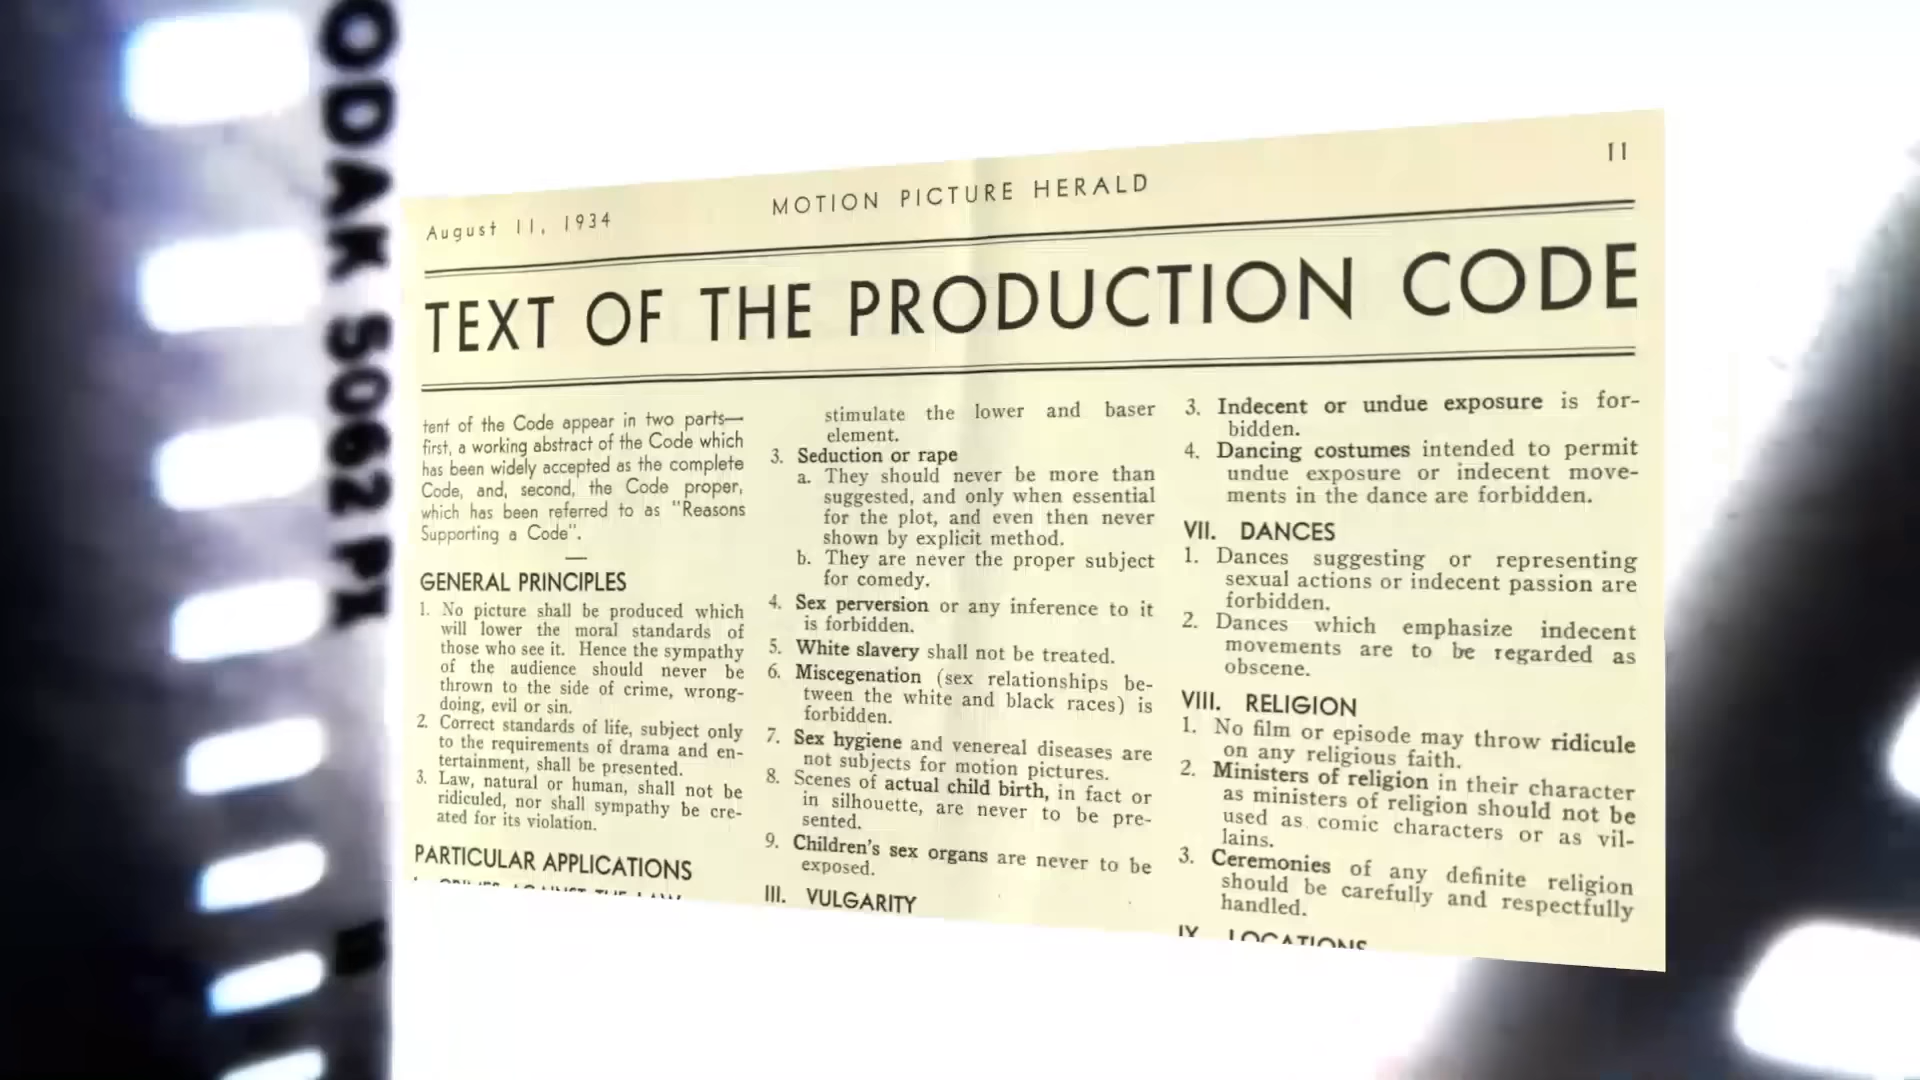 ODAK S062 PX
August 11, 1934
MOTION PICTURE HERALD
11
TEXT OF THE PRODUCTION CODE
tent of the Code appear in two parts—
first, a working abstract of the Code which
has been widely accepted as the complete
Code, and, second, the Code proper,
which has been referred to as "Reasons
Supporting a Code".
GENERAL PRINCIPLES
1. No picture shall be produced which
will lower the moral standards of
those who see it. Hence the sympathy
of the audience should never be
thrown to the side of crime, wrong-
doing, evil or sin.
2. Correct standards of life, subject only
to the requirements of drama and en-
tertainment, shall be presented.
3. Law, natural or human, shall not be
ridiculed, nor shall sympathy be cre-
ated for its violation.
PARTICULAR APPLICATIONS
stimulate the lower and baser
element.
3. Seduction or rape
a. They should never be more than
suggested, and only when essential
for the plot, and even then never
shown by explicit method.
b. They are never the proper subject
for comedy.
4. Sex perversion or any inference to it
is forbidden.
5. White slavery shall not be treated.
6. Miscegenation (sex relationships be-
tween the white and black races) is
forbidden.
7. Sex hygiene and venereal diseases are
not subjects for motion pictures.
8. Scenes of actual child birth, in fact or
in silhouette, are never to be pre-
sented.
9. Children's sex organs are never to be
exposed.
III. VULGARITY
3. Indecent or undue exposure is for-
bidden.
4. Dancing costumes intended to permit
undue exposure or indecent move-
ments in the dance are forbidden.
VII. DANCES
1. Dances suggesting or representing
sexual actions or indecent passion are
forbidden.
2. Dances which emphasize indecent
movements are to be regarded as
obscene.
VIII. RELIGION
1. No film or episode may throw ridicule
on any religious faith.
2. Ministers of religion in their character
as ministers of religion should not be
used as comic characters or as vil-
lains.
3. Ceremonies of any definite religion
should be carefully and respectfully
handled.
IX. LOCATIONS